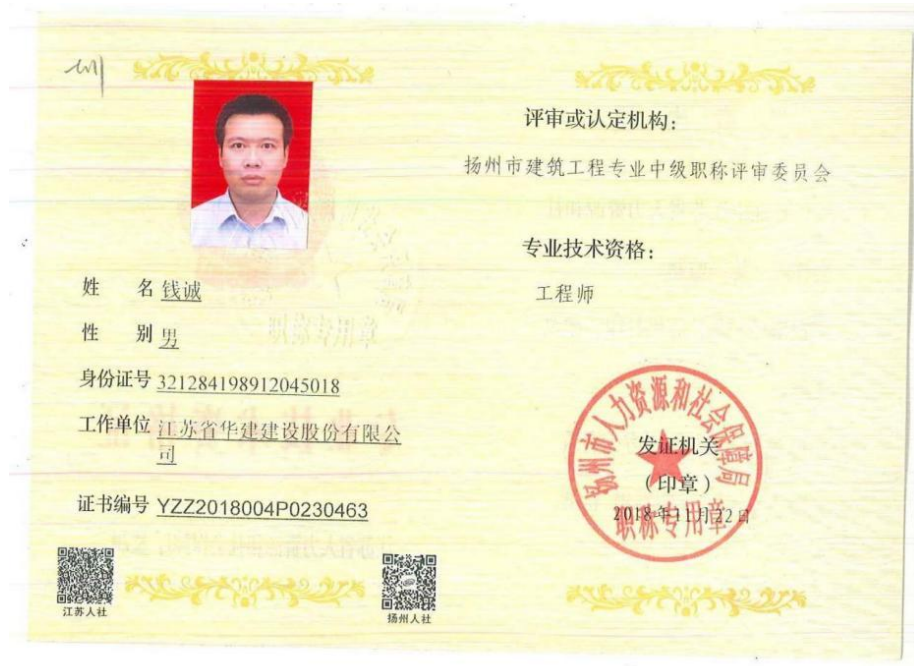 评审或认定机构：
扬州市建筑工程专业中级职称评审委员会
专业技术资格：
工程师
姓 名 钱诚
性 别 男
身份证号 321284198912045018
工作单位 江苏省华建建设股份有限公
司
证书编号 YZZ2018004P0230463
江苏人社
扬州人社
扬州市人力资源和社会保障局
发证机关
（印章）
2018年11月22日
职称专用章